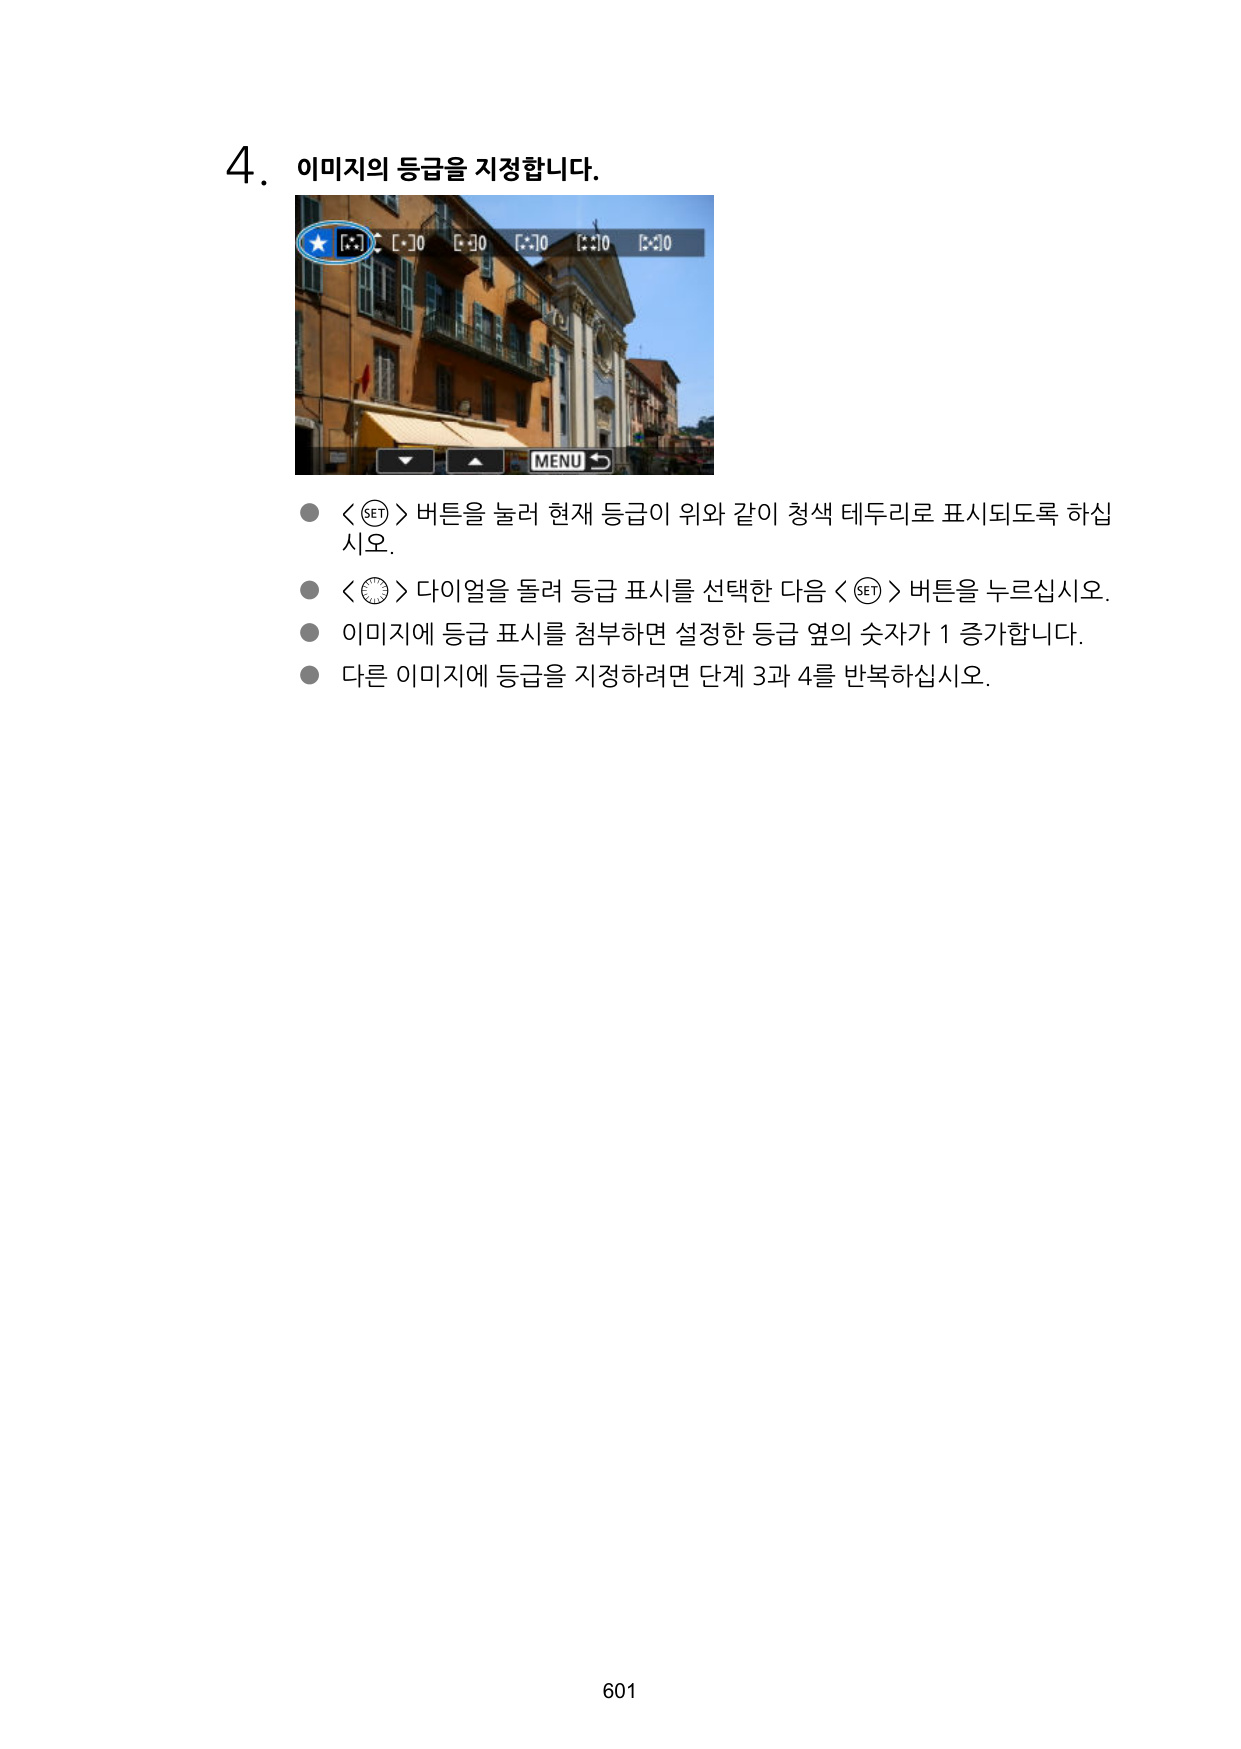 4. 이미지의 등급을 지정합니다.
★ [∴] [・]0 [・・]0 [∴]0 [::]0 [⁙]0
MENU
● <SET> 버튼을 눌러 현재 등급이 위와 같이 청색 테두리로 표시되도록 하십
시오.
● < > 다이얼을 돌려 등급 표시를 선택한 다음 <SET> 버튼을 누르십시오.
● 이미지에 등급 표시를 첨부하면 설정한 등급 옆의 숫자가 1 증가합니다.
● 다른 이미지에 등급을 지정하려면 단계 3과 4를 반복하십시오.
601